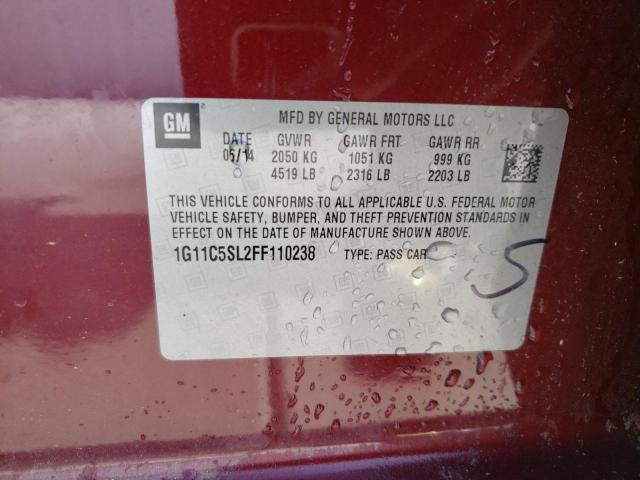 GM
MFD BY GENERAL MOTORS LLC
DATE GVWR GAWR FRT GAWR RR
05/14 2050 KG 1051 KG 999 KG
4519 LB 2316 LB 2203 LB
THIS VEHICLE CONFORMS TO ALL APPLICABLE U.S. FEDERAL MOTOR
VEHICLE SAFETY, BUMPER, AND THEFT PREVENTION STANDARDS IN
EFFECT ON THE DATE OF MANUFACTURE SHOWN ABOVE.
1G11C5SL2FF110238 TYPE: PASS CAR
5